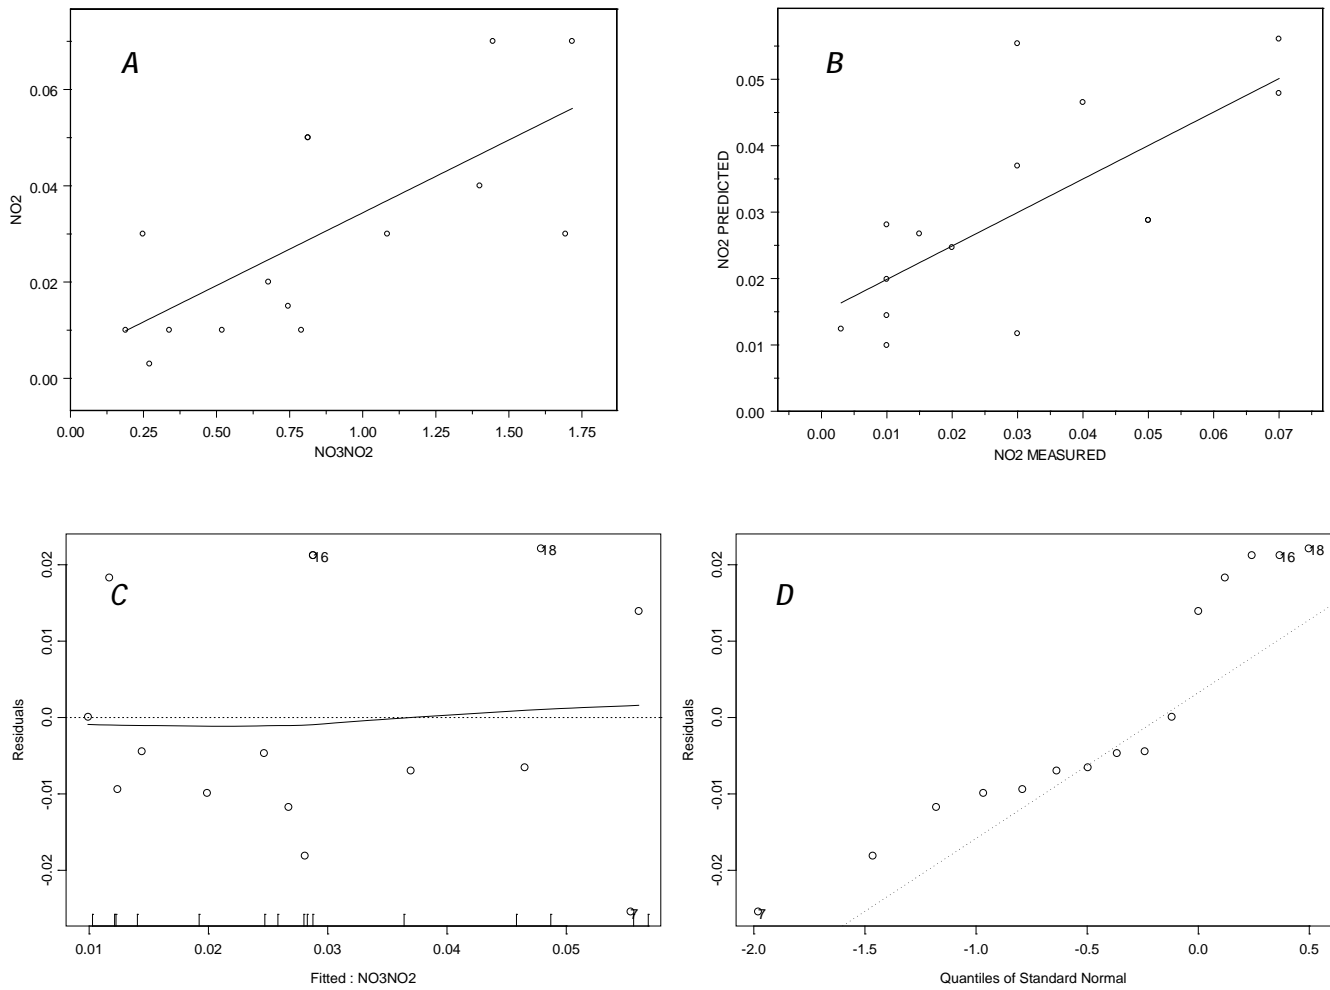 A
NO2
0.06
0.04
0.02
0.00
0.00 0.25 0.50 0.75 1.00 1.25 1.50 1.75
NO3NO2
B
NO2 PREDICTED
0.05
0.04
0.03
0.02
0.01
0.00
0.00 0.01 0.02 0.03 0.04 0.05 0.06 0.07
NO2 MEASURED
C
Residuals
0.02
0.01
0.0
-0.01
-0.02
16
18
7
0.01 0.02 0.03 0.04 0.05
Fitted : NO3NO2
D
Residuals
0.02
0.01
0.0
-0.01
-0.02
16
18
7
-2.0 -1.5 -1.0 -0.5 0.0 0.5
Quantiles of Standard Normal